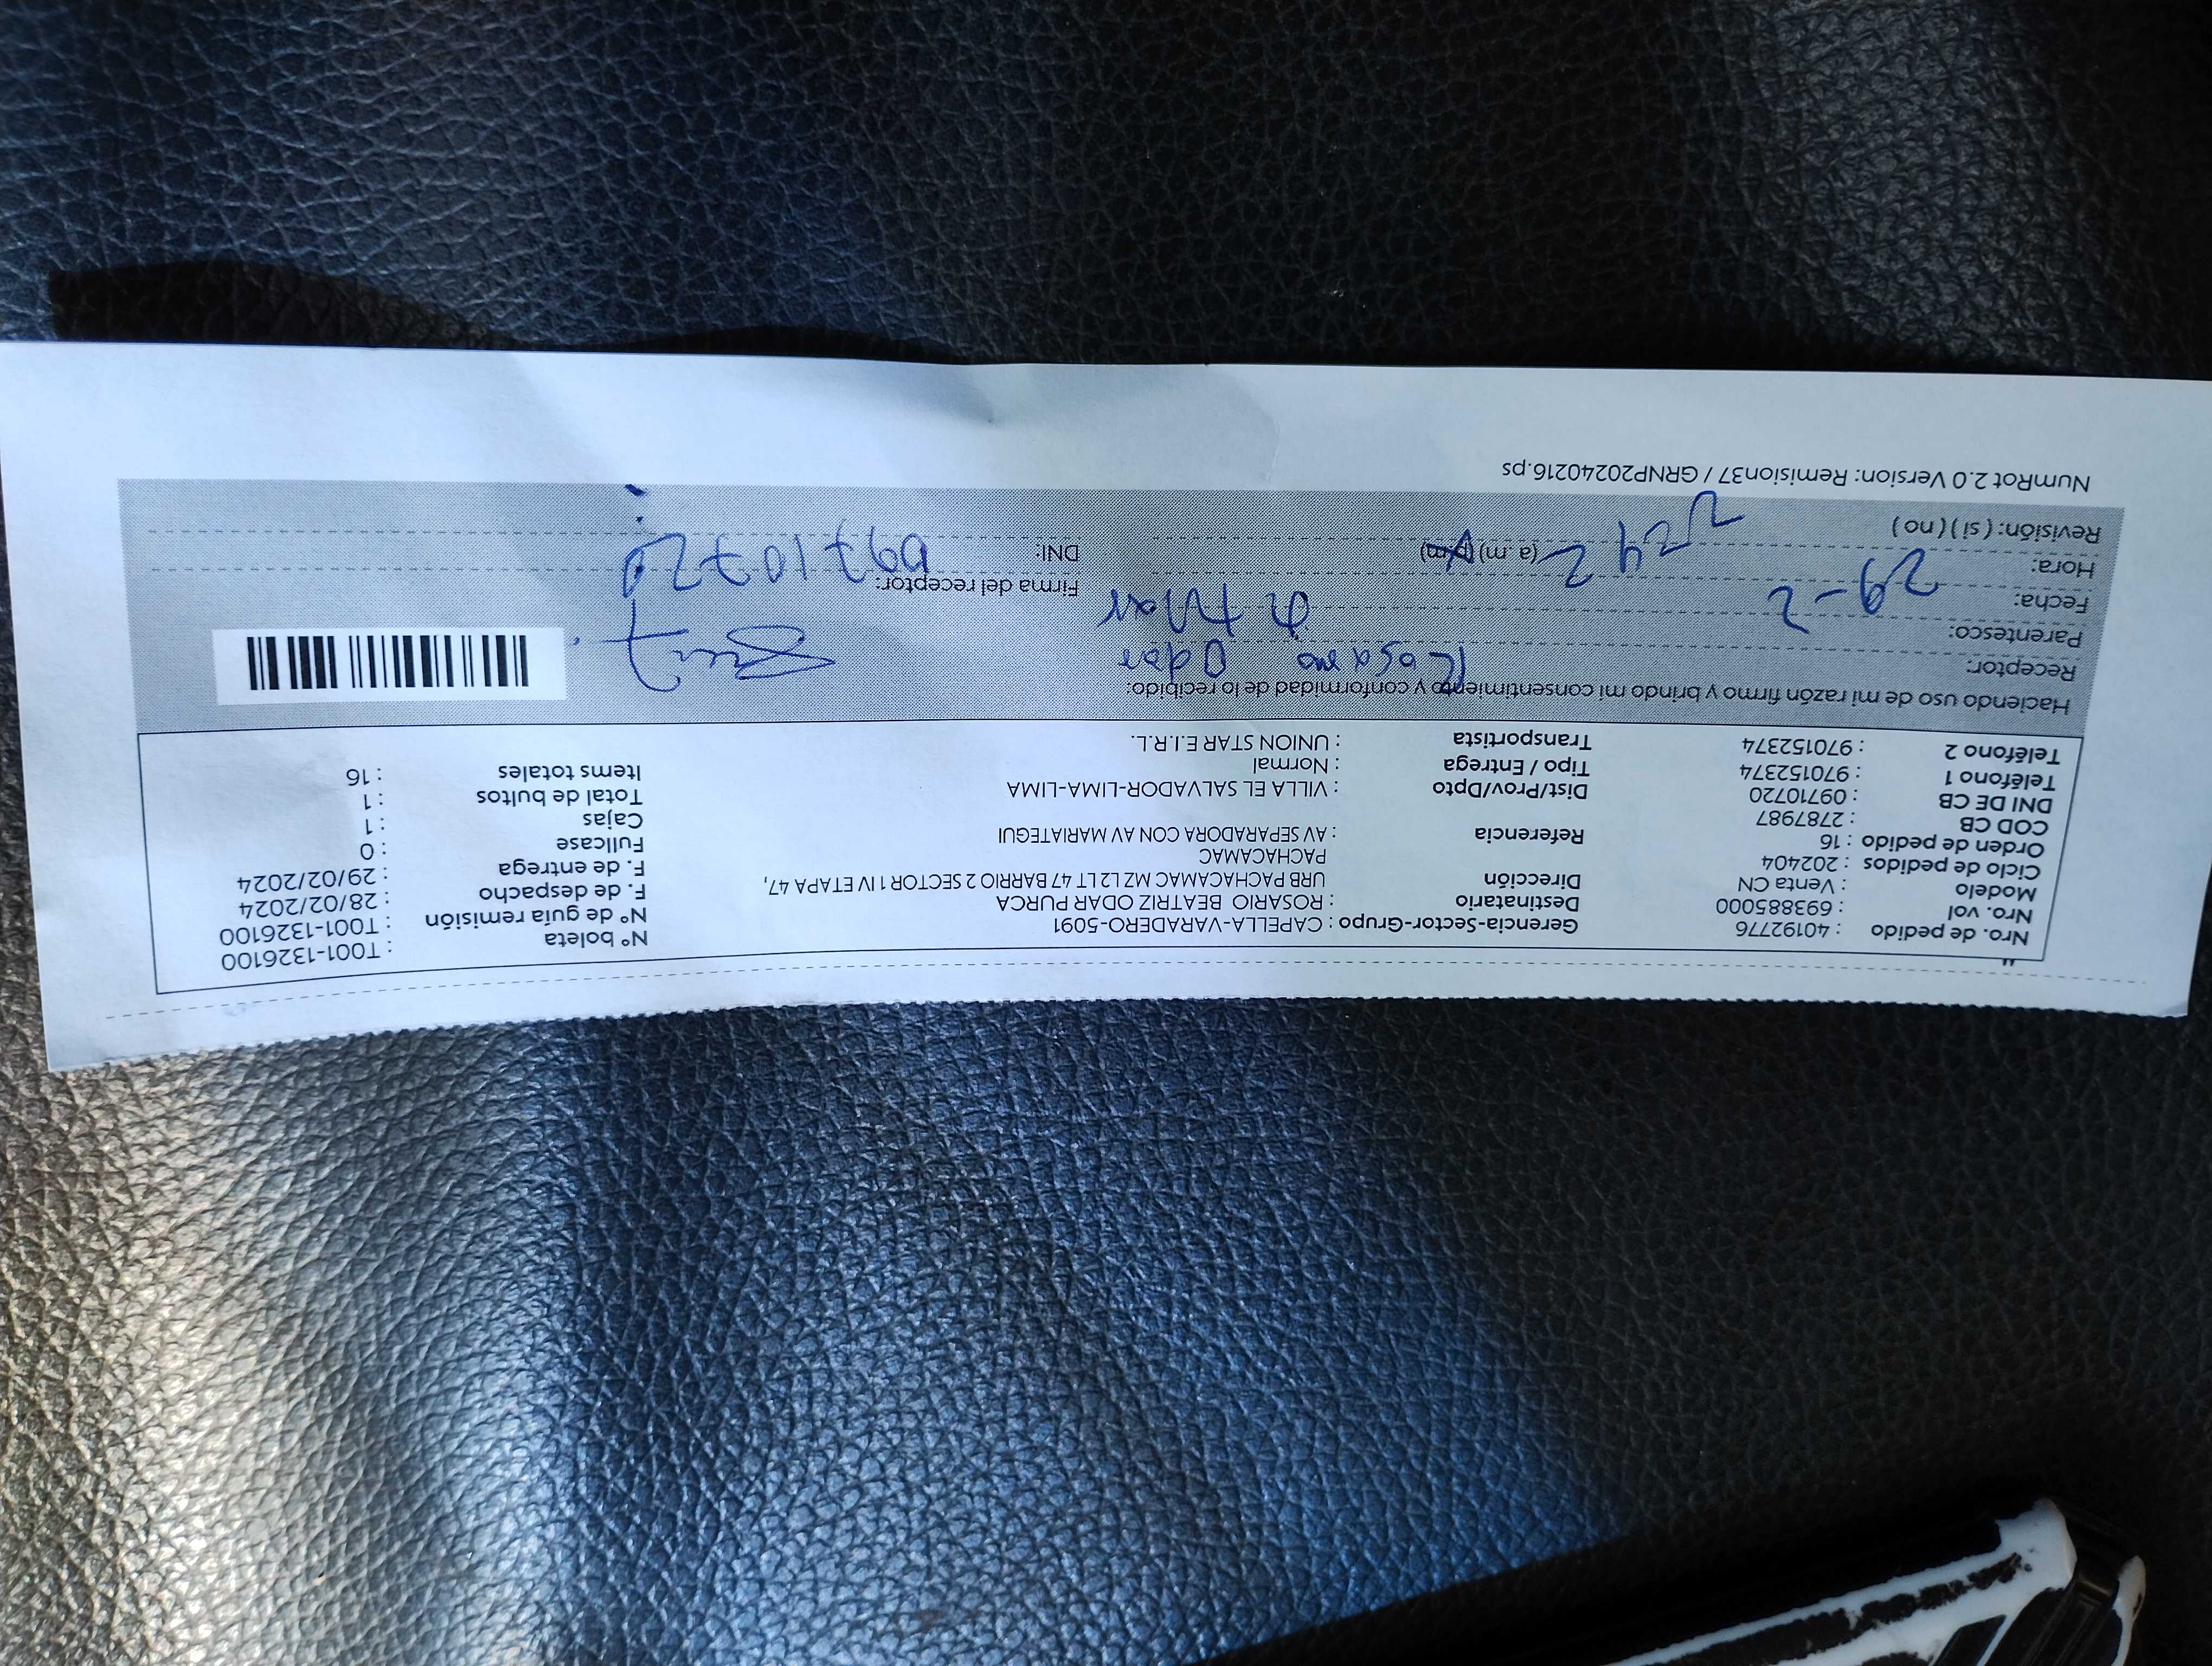 Nro. de pedido : 40192776 Gerencia-Sector-Grupo : CAPELLA-VARADERO-5091 N° boleta : T001-1326100
Nro. vol : 693885000 Destinatario : ROSARIO BEATRIZ ODAR PURCA N° de guía remisión : T001-1326100
Modelo : Venta CN Dirección URB PACHACAMAC MZ L2 LT 47 BARRIO 2 SECTOR 1 IV ETAPA 47, F. de despacho : 28/02/2024
Ciclo de pedidos : 202404 PACHACAMAC F. de entrega : 29/02/2024
Orden de pedido : 16 Referencia : AV SEPARADORA CON AV MARIATEGUI Fullcase : 0
COD CB : 2787987 Cajas : 1
DNI DE CB : 09710720 Dist/Prov/Dpto : VILLA EL SALVADOR-LIMA-LIMA Total de bultos : 1
Teléfono 1 : 970152374 Tipo / Entrega : Normal Items totales : 16
Teléfono 2 : 970152374 Transportista : UNION STAR E.I.R.L.
Haciendo uso de mi razón firmo y brindo mi consentimiento y conformidad de lo recibido:
Receptor: Rosario Odar
Parentesco:
Fecha: 29-2 Firma del receptor:
Hora: (a.m) (p.m) DNI: 09710720
Revisión: ( si ) ( no )
NumRot 2.0 Version: Remision37 / GRNP20240216.ps